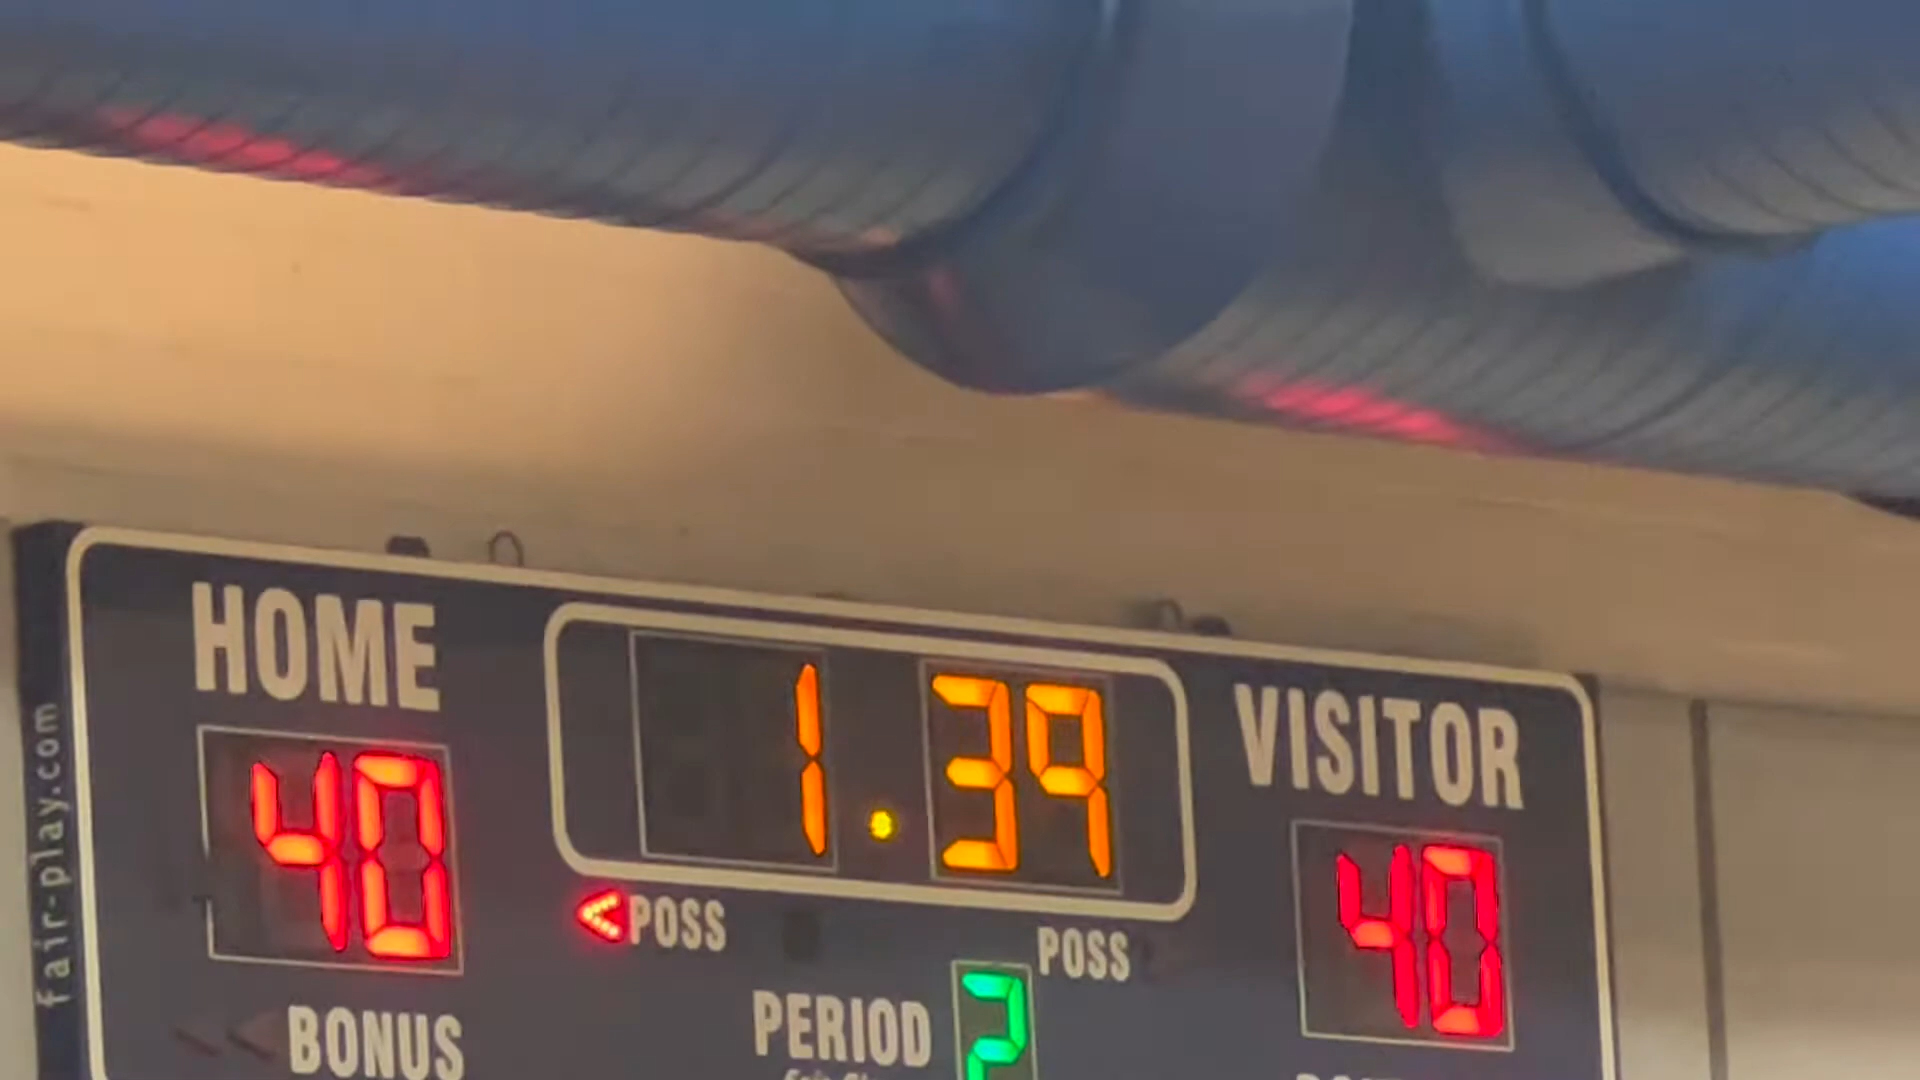 HOME
1.39
VISITOR
40
40
<POSS
POSS
PERIOD
2
BONUS
fair-play.com